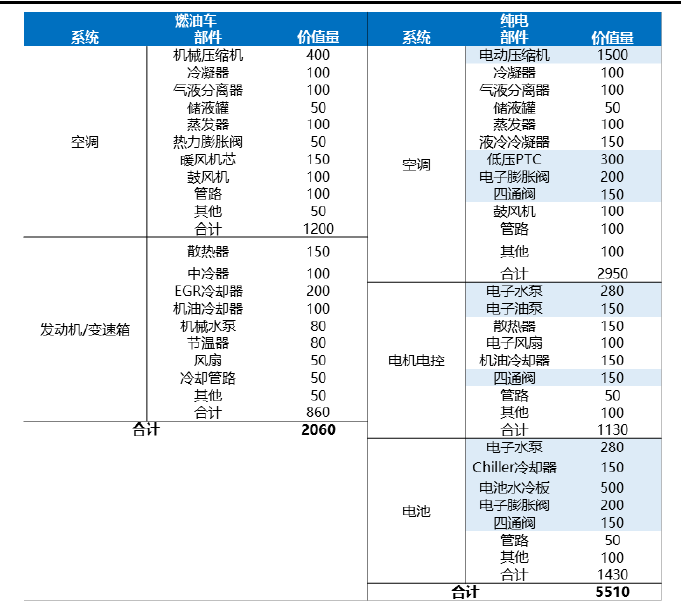 燃油车 纯电
系统 部件 价值量 系统 部件 价值量
机械压缩机 400 电动压缩机 1500
冷凝器 100 冷凝器 100
气液分离器 100 气液分离器 100
储液罐 50 储液罐 50
蒸发器 100 蒸发器 100
空调 热力膨胀阀 50 液冷冷凝器 150
暖风机芯 150 空调 低压PTC 300
鼓风机 100 电子膨胀阀 200
管路 100 四通阀 150
其他 50 鼓风机 100
合计 1200 管路 100
散热器 150 其他 100
中冷器 100 合计 2950
EGR冷却器 200 电子水泵 280
机油冷却器 100 电子油泵 150
发动机/变速箱 机械水泵 80 散热器 150
节温器 80 电子风扇 100
风扇 50 电机电控 机油冷却器 150
冷却管路 50 四通阀 150
其他 50 管路 50
合计 860 其他 100
合计 2060 合计 1130
电子水泵 280
Chiller冷却器 150
电池水冷板 500
电池 电子膨胀阀 200
四通阀 150
管路 50
其他 100
合计 1430
合计 5510